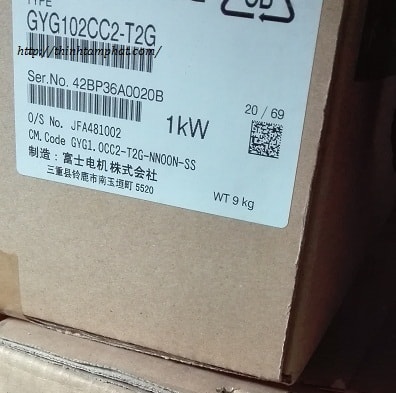 TYPE
GYG102CC2-T2G
http://thinhtamphat.com/
Ser.No. 42BP36A0020B
20 / 69
O/S No. JFA481002
1kW
CM.Code GYG1.0CC2-T2G-NN00N-SS
制造：富士电机株式会社
三重县铃鹿市南玉垣町 5520
WT 9 kg